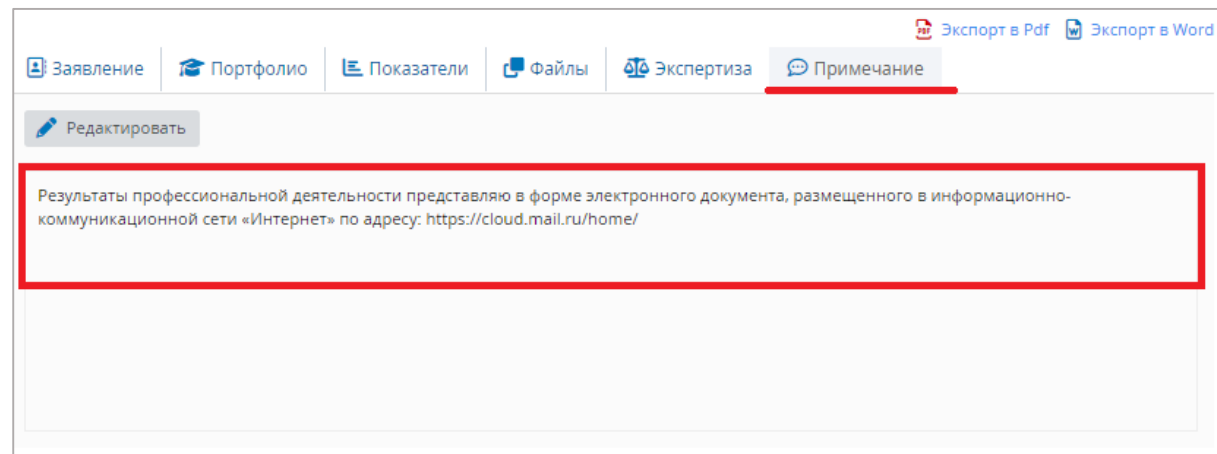 Экспорт в Pdf Экспорт в Word
Заявление Портфолио Показатели Файлы Экспертиза Примечание
Редактировать
Результаты профессиональной деятельности представляю в форме электронного документа, размещенного в информационно-
коммуникационной сети «Интернет» по адресу: https://cloud.mail.ru/home/